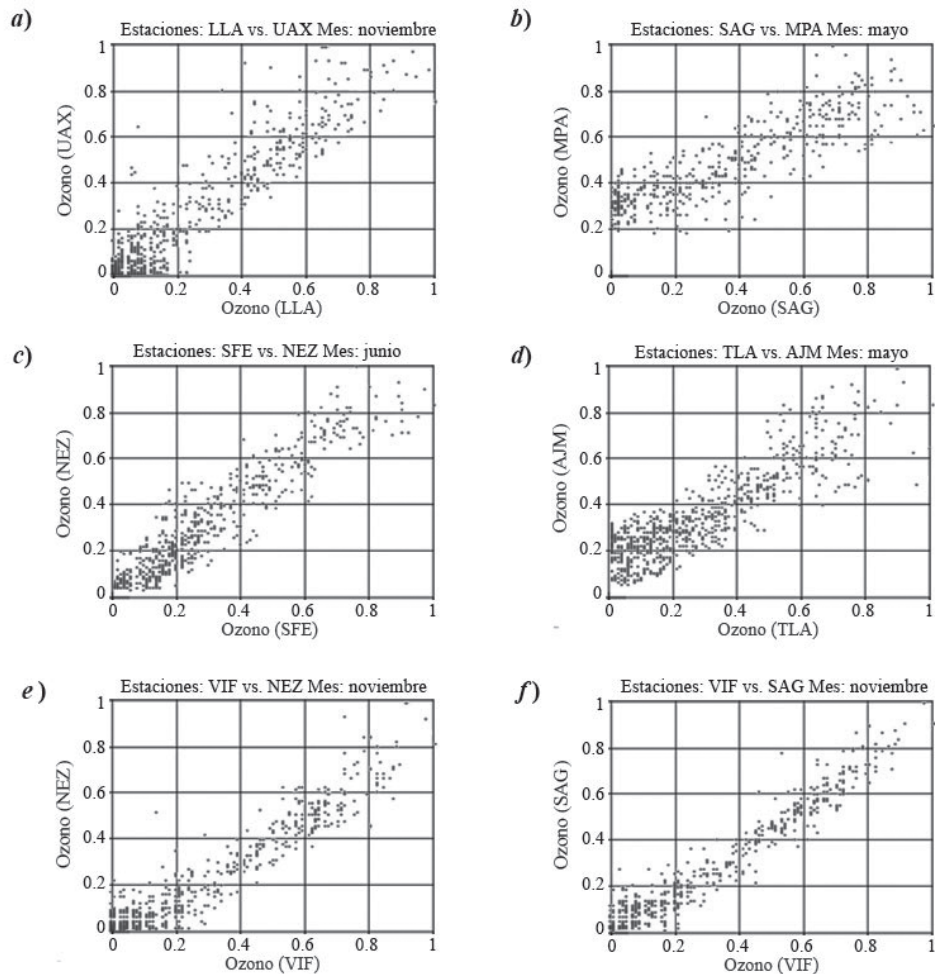 a)
Estaciones: LLA vs. UAX Mes: noviembre
1
0.8
0.6
0.4
0.2
0
Ozono (UAX)
0 0.2 0.4 0.6 0.8 1
Ozono (LLA)
b)
Estaciones: SAG vs. MPA Mes: mayo
1
0.8
0.6
0.4
0.2
0
Ozono (MPA)
0 0.2 0.4 0.6 0.8 1
Ozono (SAG)
c)
Estaciones: SFE vs. NEZ Mes: junio
1
0.8
0.6
0.4
0.2
0
Ozono (NEZ)
0 0.2 0.4 0.6 0.8 1
Ozono (SFE)
d)
Estaciones: TLA vs. AJM Mes: mayo
1
0.8
0.6
0.4
0.2
0
Ozono (AJM)
0 0.2 0.4 0.6 0.8 1
Ozono (TLA)
e)
Estaciones: VIF vs. NEZ Mes: noviembre
1
0.8
0.6
0.4
0.2
0
Ozono (NEZ)
0 0.2 0.4 0.6 0.8 1
Ozono (VIF)
f)
Estaciones: VIF vs. SAG Mes: noviembre
1
0.8
0.6
0.4
0.2
0
Ozono (SAG)
0 0.2 0.4 0.6 0.8 1
Ozono (VIF)